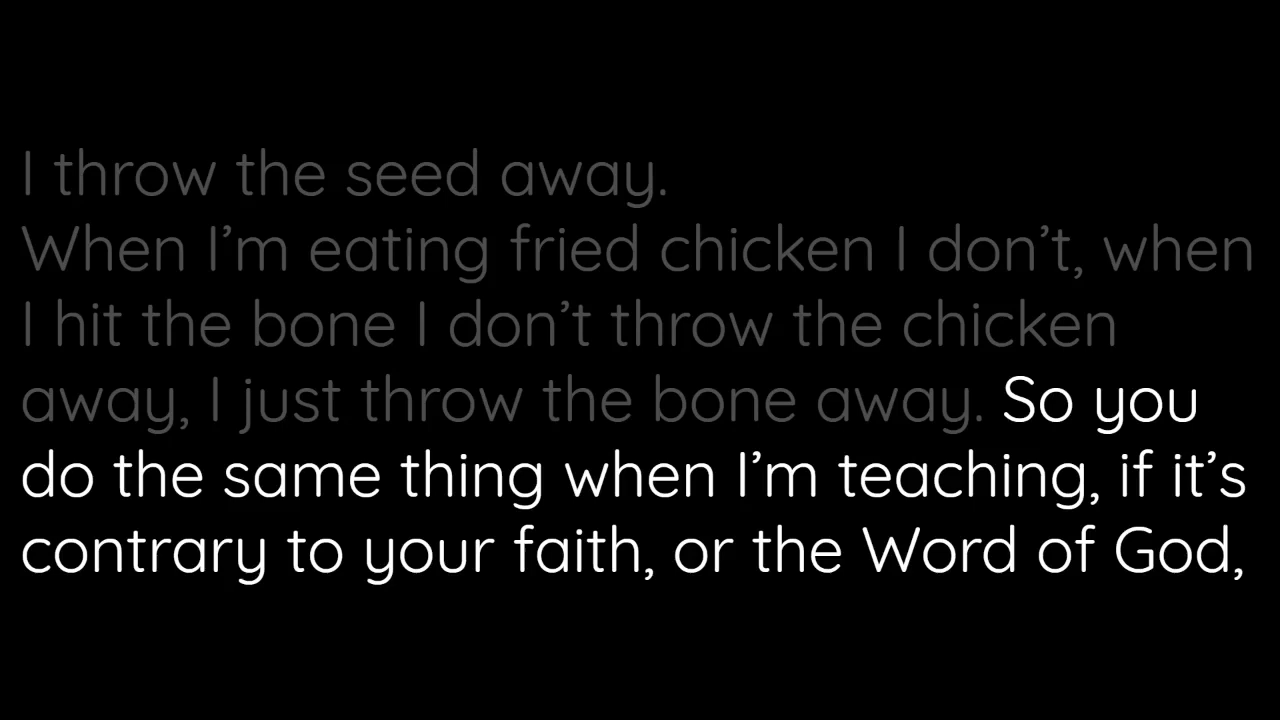 I throw the seed away.
When I’m eating fried chicken I don’t, when
I hit the bone I don’t throw the chicken
away, I just throw the bone away. So you
do the same thing when I’m teaching, if it’s
contrary to your faith, or the Word of God,